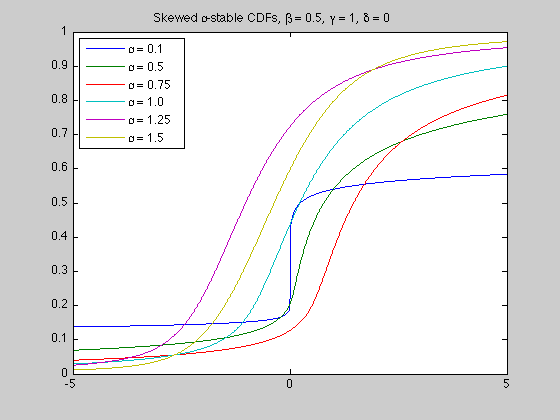 Skewed ø-stable CDFs, β = 0.5, γ = 1, δ = 0
1
0.9
0.8
0.7
0.6
0.5
0.4
0.3
0.2
0.1
0
ø = 0.1
ø = 0.5
ø = 0.75
ø = 1.0
ø = 1.25
ø = 1.5
-5
0
5